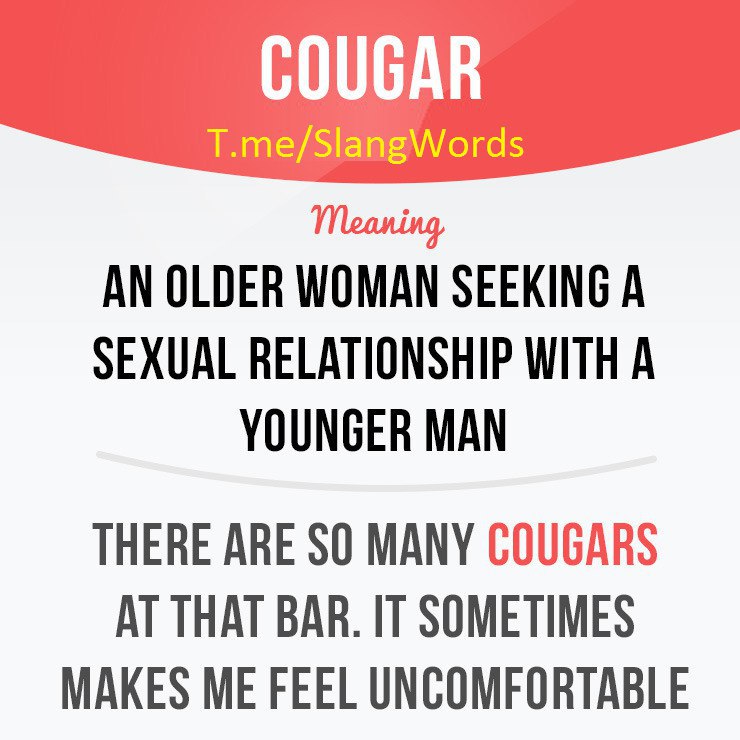 COUGAR
T.me/SlangWords
Meaning
AN OLDER WOMAN SEEKING A
SEXUAL RELATIONSHIP WITH A
YOUNGER MAN
THERE ARE SO MANY COUGARS
AT THAT BAR. IT SOMETIMES
MAKES ME FEEL UNCOMFORTABLE